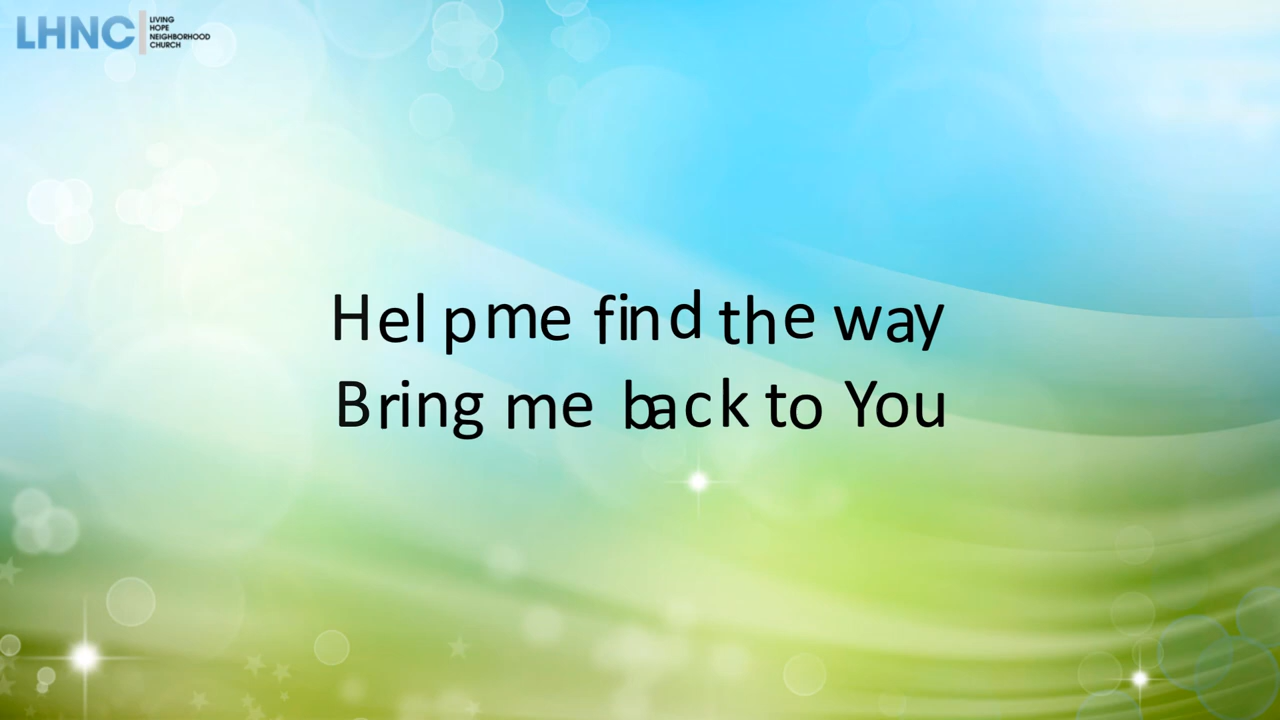 LHNC
LIVING
HOPE
NEIGHBORHOOD
CHURCH
Help me find the way
Bring me back to You